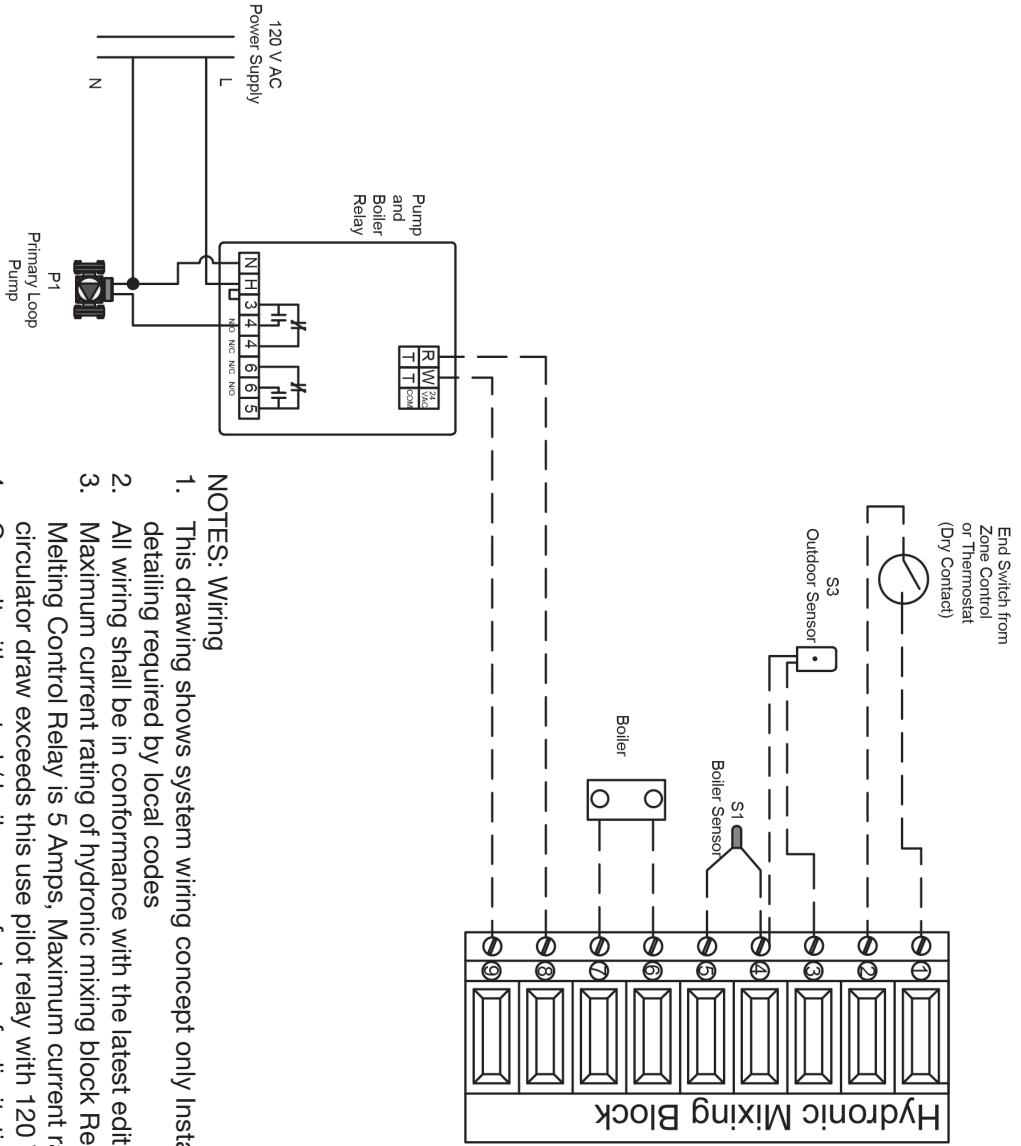 End Switch from
Zone Control
or Thermostat
(Dry Contact)
S3
Outdoor Sensor
S1
Boiler Sensor
Boiler
1
2
3
4
5
6
7
8
9
Hydronic Mixing Block
Pump
and
Boiler
Relay
R W 24 VAC
T T COM
N H 3 4 4 6 6 5
N/O N/C N/C N/O
120 V AC
Power Supply
L
N
P1
Primary Loop
Pump
NOTES: Wiring
1. This drawing shows system wiring concept only Insta
detailing required by local codes
2. All wiring shall be in conformance with the latest edit
3. Maximum current rating of hydronic mixing block Re
Melting Control Relay is 5 Amps, Maximum current ra
circulator draw exceeds this use pilot relay with 120